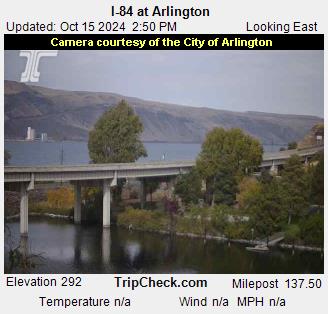 I-84 at Arlington
Updated: Oct 15 2024 2:50 PM Looking East
Camera courtesy of the City of Arlington
Elevation 292 TripCheck.com Milepost 137.50
Temperature n/a Wind n/a MPH n/a